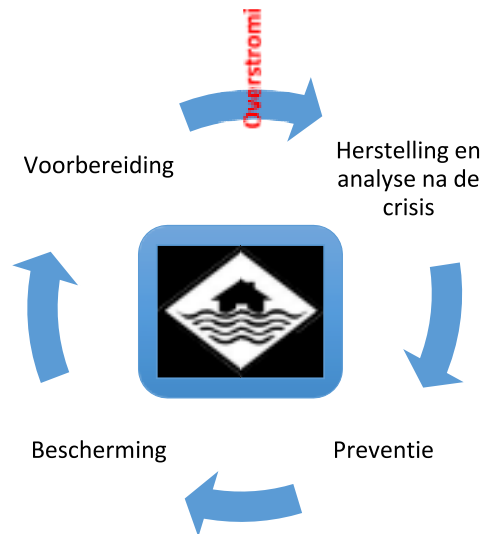 Overstromi
Voorbereiding
Herstelling en
analyse na de
crisis
Bescherming
Preventie